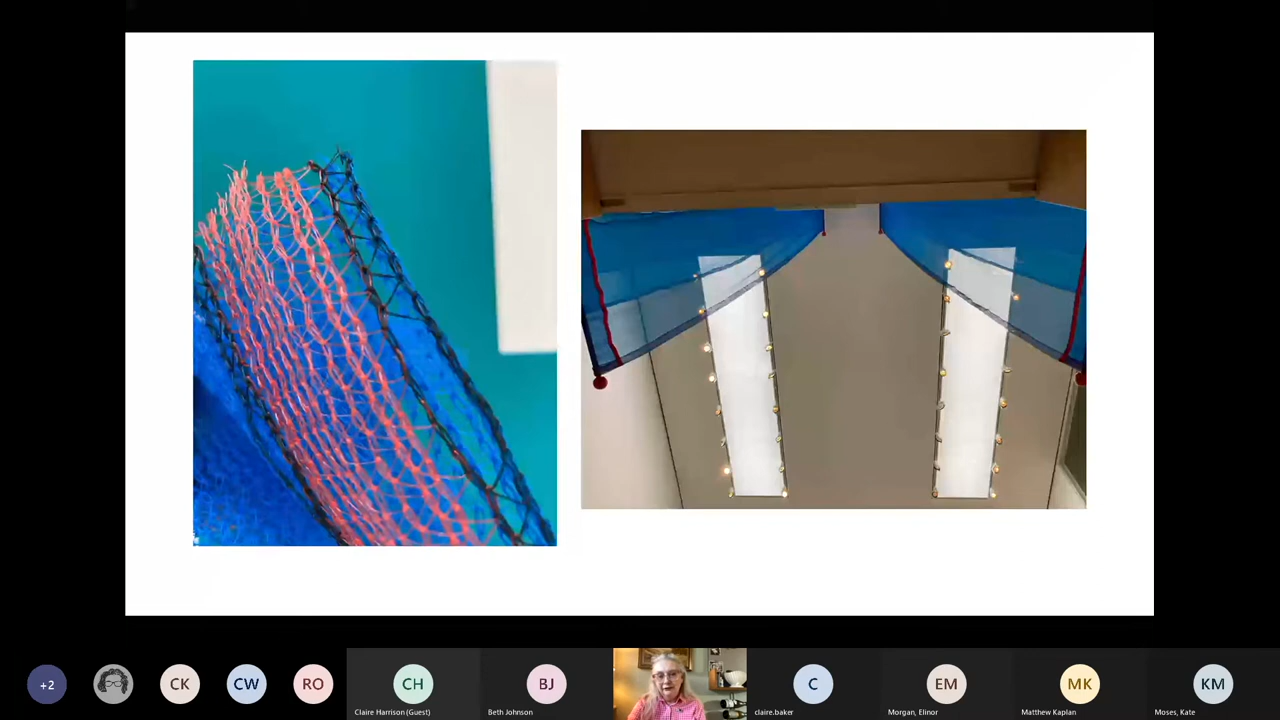 +2
CK
CW
RO
CH
BJ
C
EM
MK
KM
Claire Harrison (Guest)
Beth Johnson
claire.baker
Morgan, Elinor
Matthew Kaplan
Moses, Kate